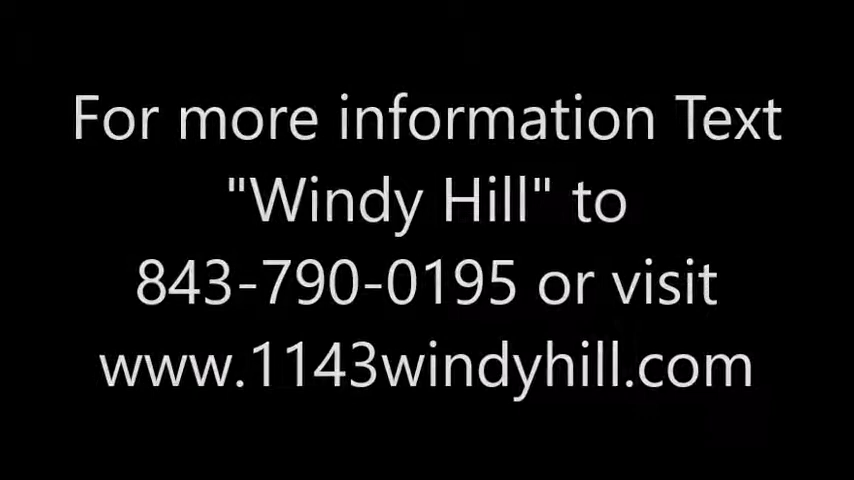 For more information Text
"Windy Hill" to
843-790-0195 or visit
www.1143windyhill.com